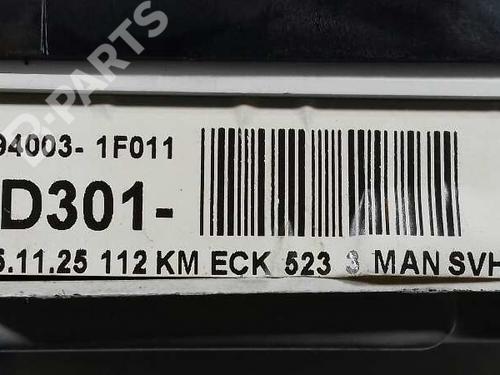 D-PARTS
94003- 1F011
D301-
5.11.25 112 KM ECK 523 3 MAN SVH